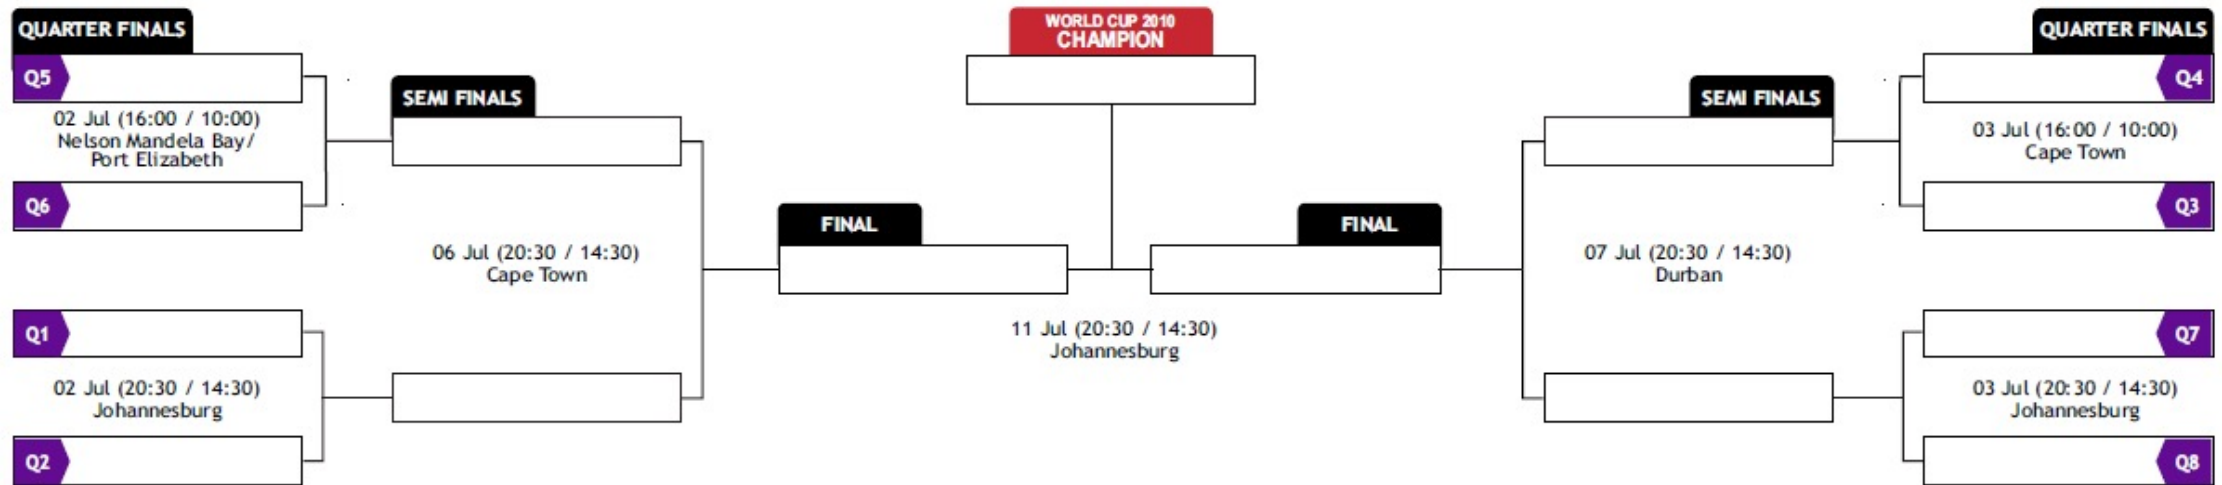 QUARTER FINALS
Q5
02 Jul (16:00 / 10:00)
Nelson Mandela Bay/
Port Elizabeth
Q6
Q1
02 Jul (20:30 / 14:30)
Johannesburg
Q2
SEMI FINALS
06 Jul (20:30 / 14:30)
Cape Town
FINAL
WORLD CUP 2010
CHAMPION
11 Jul (20:30 / 14:30)
Johannesburg
FINAL
SEMI FINALS
07 Jul (20:30 / 14:30)
Durban
QUARTER FINALS
Q4
03 Jul (16:00 / 10:00)
Cape Town
Q3
Q7
03 Jul (20:30 / 14:30)
Johannesburg
Q8